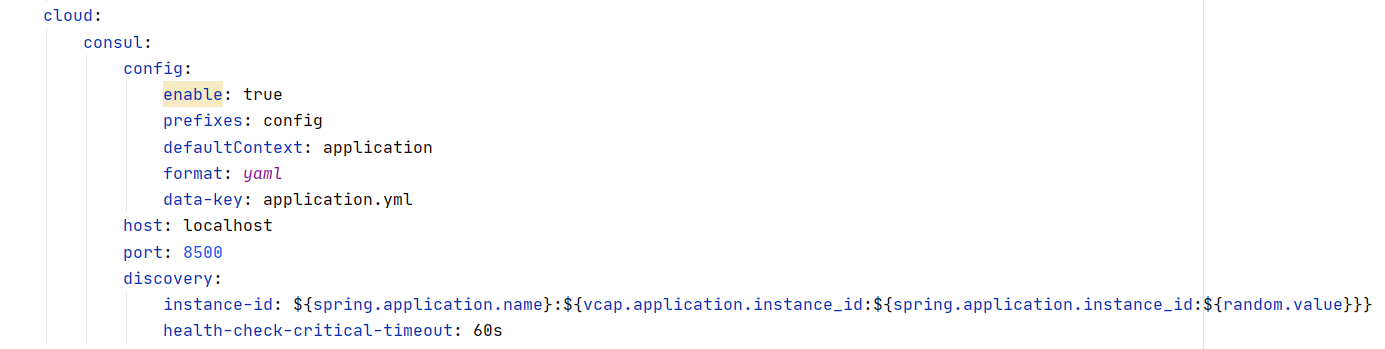 cloud:
consul:
config:
enable: true
prefixes: config
defaultContext: application
format: yaml
data-key: application.yml
host: localhost
port: 8500
discovery:
instance-id: ${spring.application.name}:${vcap.application.instance_id:${spring.application.instance_id:${random.value}}}
health-check-critical-timeout: 60s